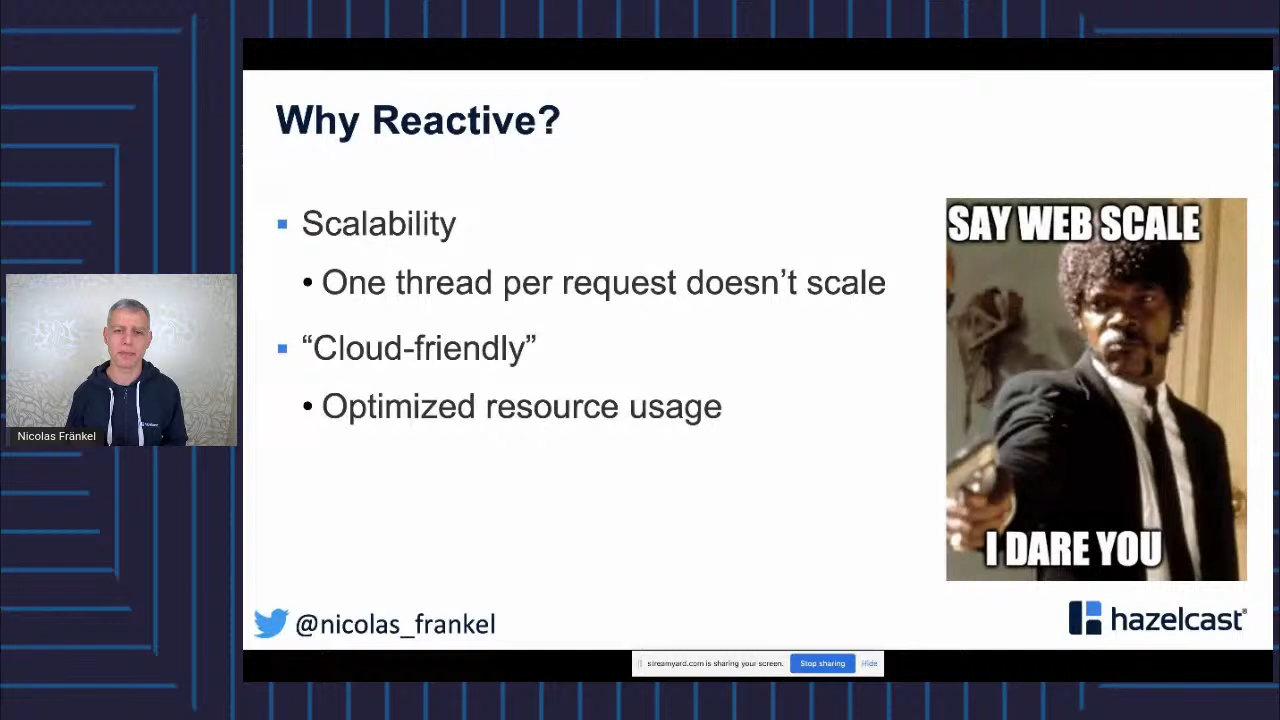 Why Reactive?
Scalability
One thread per request doesn’t scale
“Cloud-friendly”
Optimized resource usage
SAY WEB SCALE
I DARE YOU
Nicolas Fränkel
@nicolas_frankel
hazelcast
streamyard.com is sharing your screen.
Stop sharing
Hide